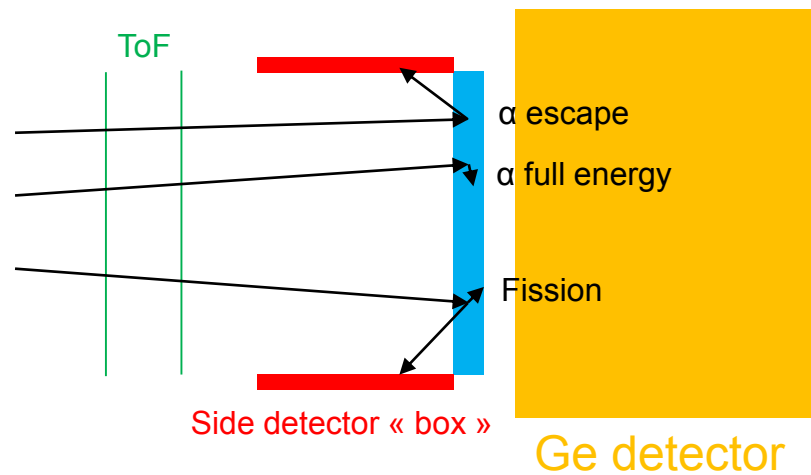 ToF
α escape
α full energy
Fission
Side detector « box »
Ge detector